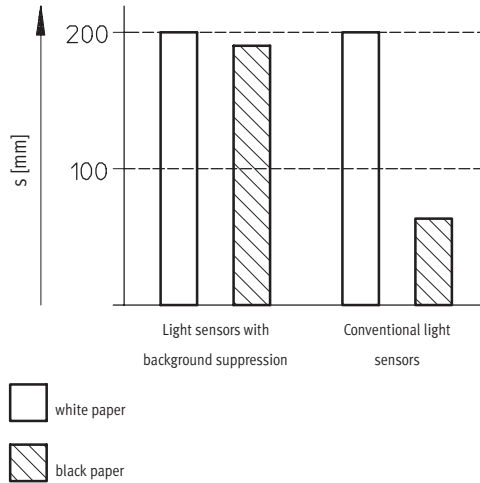 200
100
s [mm]
Light sensors with
background suppression
Conventional light
sensors
white paper
black paper